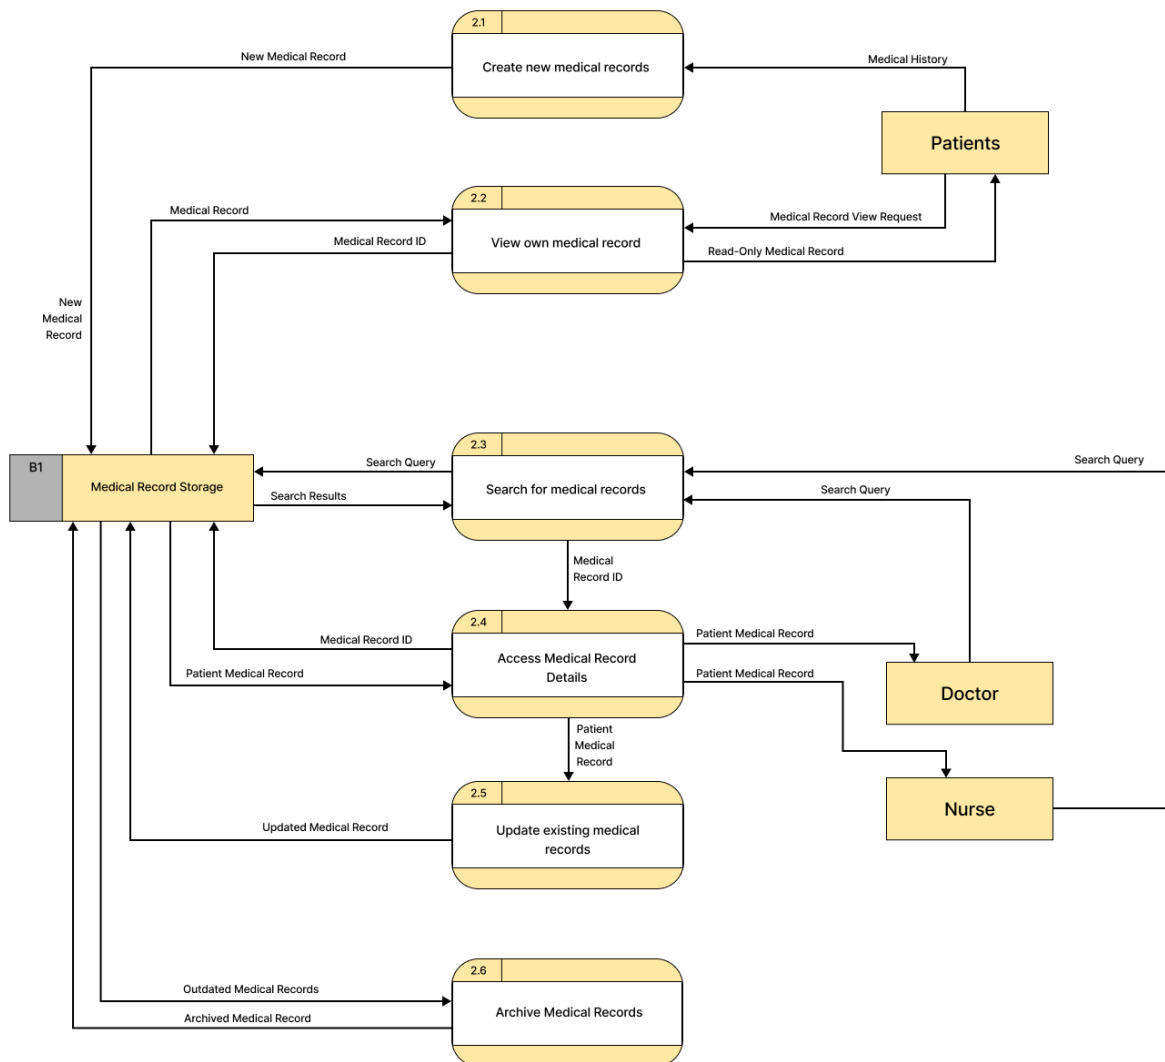 2.1
New Medical Record
Create new medical records
Medical History
Patients
2.2
Medical Record
Medical Record View Request
Medical Record ID
View own medical record
Read-Only Medical Record
New
Medical
Record
2.3
B1
Medical Record Storage
Search Query
Search Results
Search for medical records
Search Query
Search Query
Medical
Record ID
2.4
Medical Record ID
Patient Medical Record
Access Medical Record
Details
Patient Medical Record
Patient Medical Record
Doctor
Patient
Medical
Record
2.5
Nurse
Updated Medical Record
Update existing medical
records
2.6
Outdated Medical Records
Archived Medical Record
Archive Medical Records